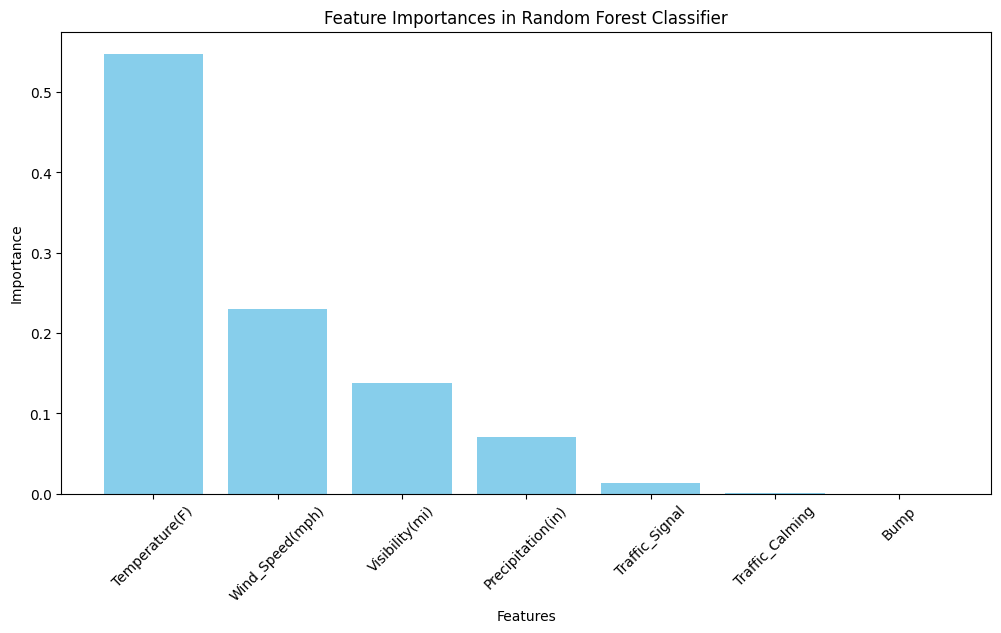 Feature Importances in Random Forest Classifier
Importance
0.5
0.4
0.3
0.2
0.1
0.0
Temperature(F)
Wind_Speed(mph)
Visibility(mi)
Precipitation(in)
Traffic_Signal
Traffic_Calming
Bump
Features